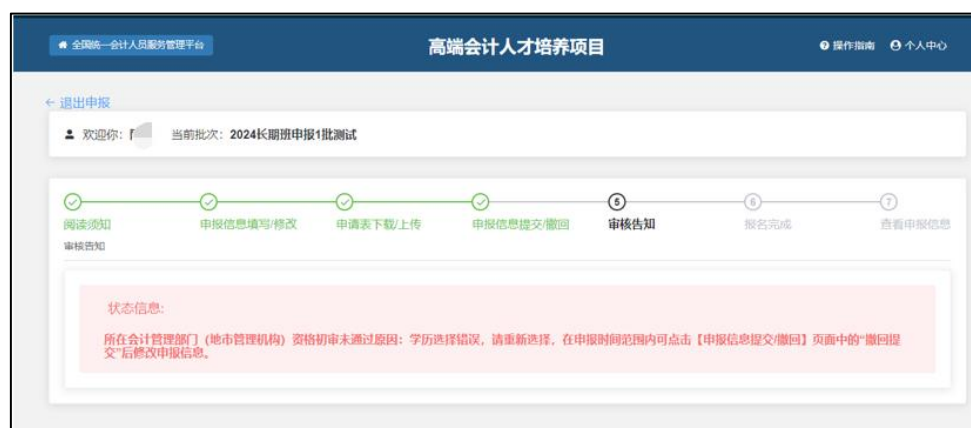 全国统一会计人员服务管理平台
高端会计人才培养项目
操作指南 个人中心
← 退出申报
欢迎你： 当前批次：2024长期班申报1批测试
5 6 7
阅读须知 申报信息填写/修改 申请表下载/上传 申报信息提交/撤回 审核告知 报名完成 查看申报信息
审核告知
状态信息：
所在会计管理部门（地市管理机构）资格初审未通过原因：学历选择错误，请重新选择，在申报时间范围内可点击【申报信息提交/撤回】页面中的“撤回提
交”后修改申报信息。